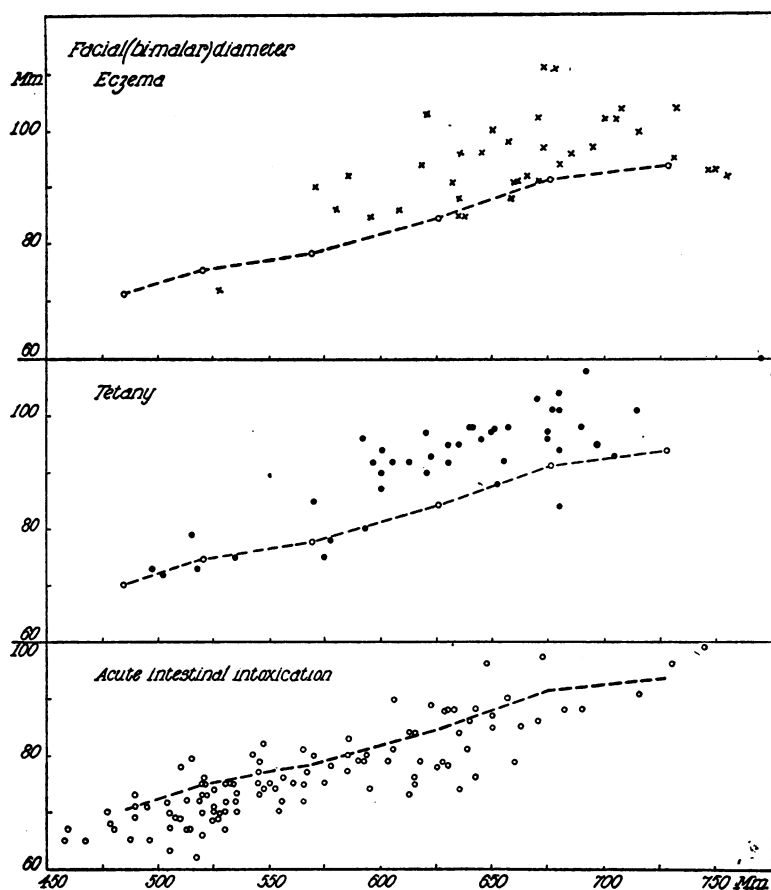 Facial(bi-malar)diameter
Mm
Eczema
100
80
60
Tetany
100
80
60
100
Acute intestinal intoxication
80
60
450 500 550 600 650 700 750 Mm